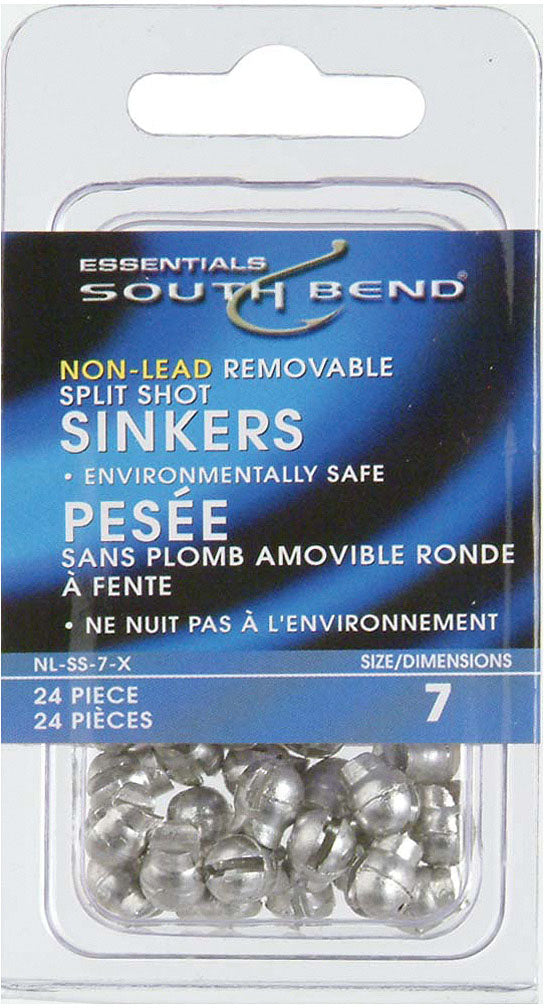 ESSENTIALS
SOUTH BEND®
NON-LEAD REMOVABLE
SPLIT SHOT
SINKERS
• ENVIRONMENTALLY SAFE
PESÉE
SANS PLOMB AMOVIBLE RONDE
À FENTE
• NE NUIT PAS À L'ENVIRONNEMENT
NL-SS-7-X SIZE/DIMENSIONS
24 PIECE
24 PIÈCES
7